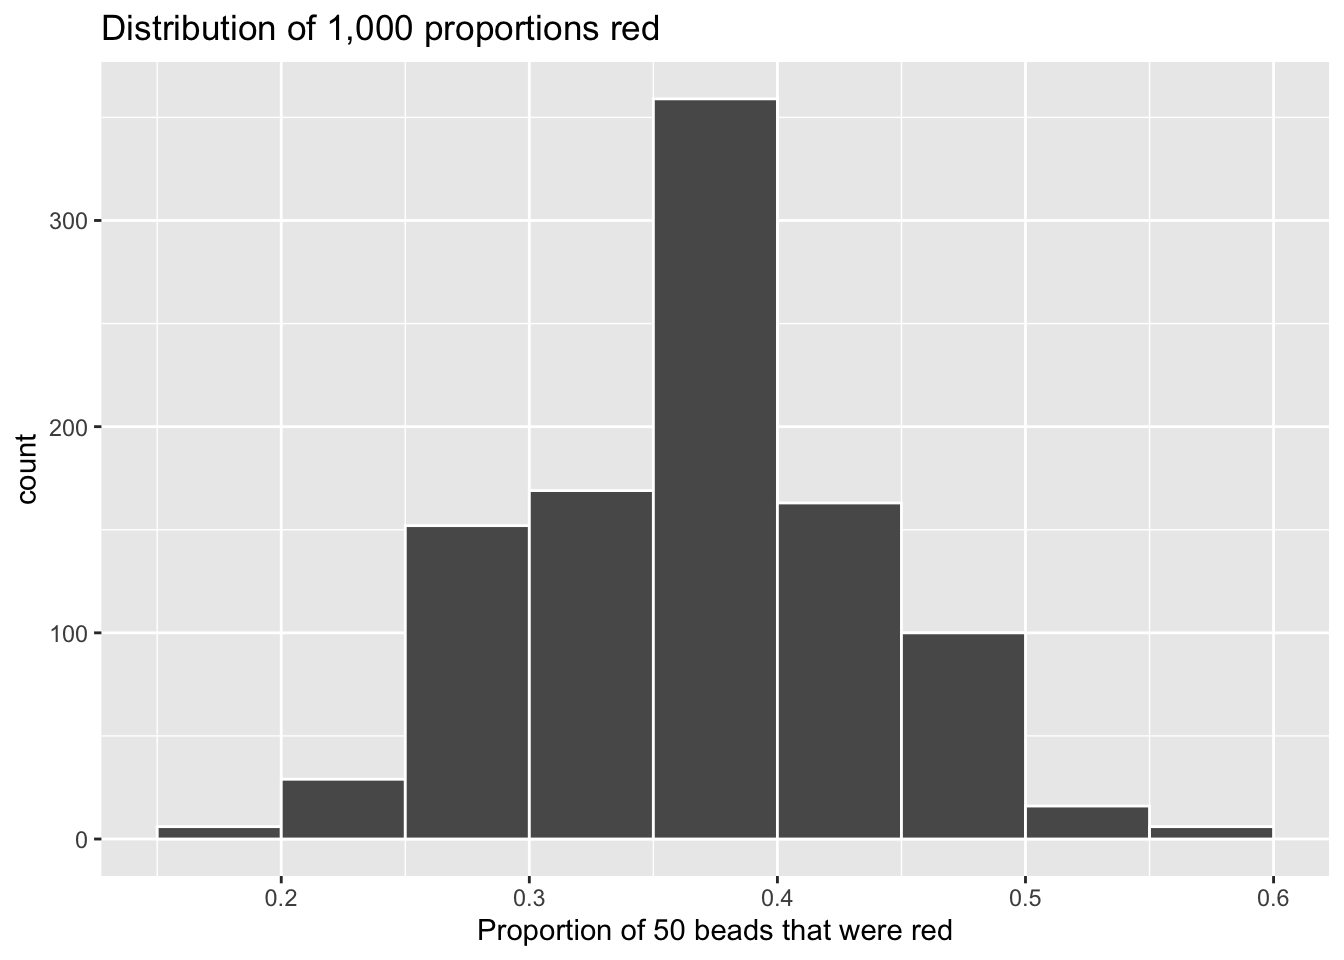 Distribution of 1,000 proportions red
300
200
100
0
count
0.2 0.3 0.4 0.5 0.6
Proportion of 50 beads that were red